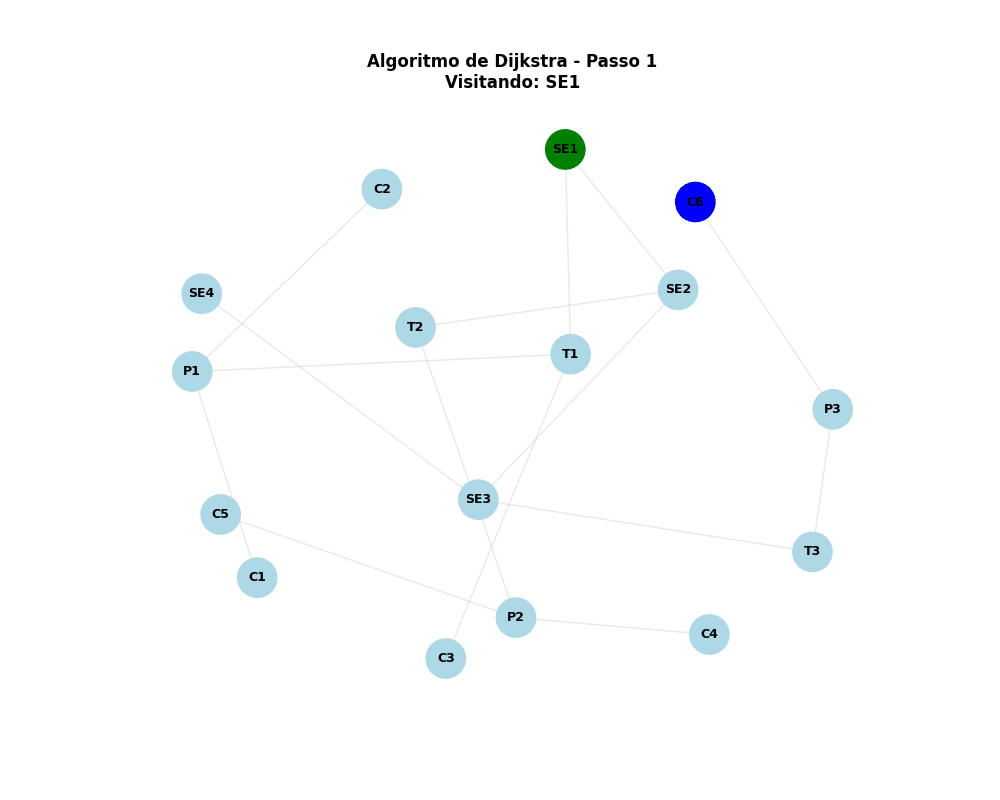 Algoritmo de Dijkstra - Passo 1
Visitando: SE1
SE1
C2
C6
SE4
SE2
T2
T1
P1
P3
SE3
C5
T3
C1
P2
C4
C3